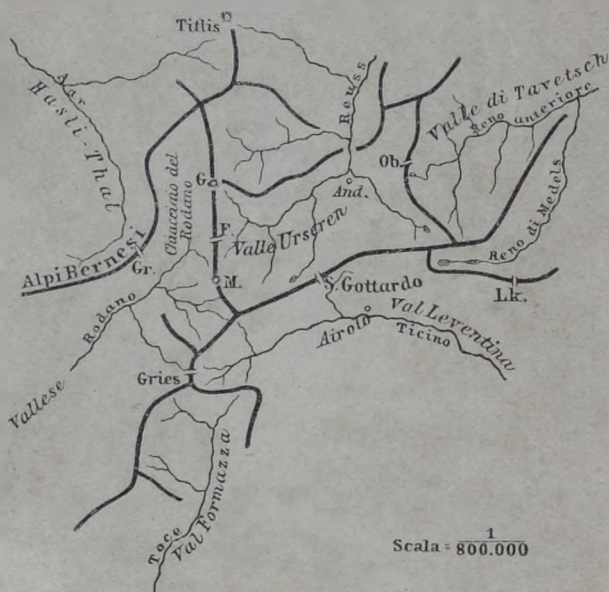 Titlis
Aar
Hasli-Thal
Reuss
Valle di Tavetsch
Reno anteriore
Ob.
G.
And.
Ghiacciaio del
Rodano
F.
Valle Urseren
Reno di Medels
Alpi Bernesi
Gr.
M.
S. Gottardo
Lk.
Rodano
Airolo
Val Leventina
Ticino
Gries
Vallese
Toce
Val Formazza
Scala = 1/800.000